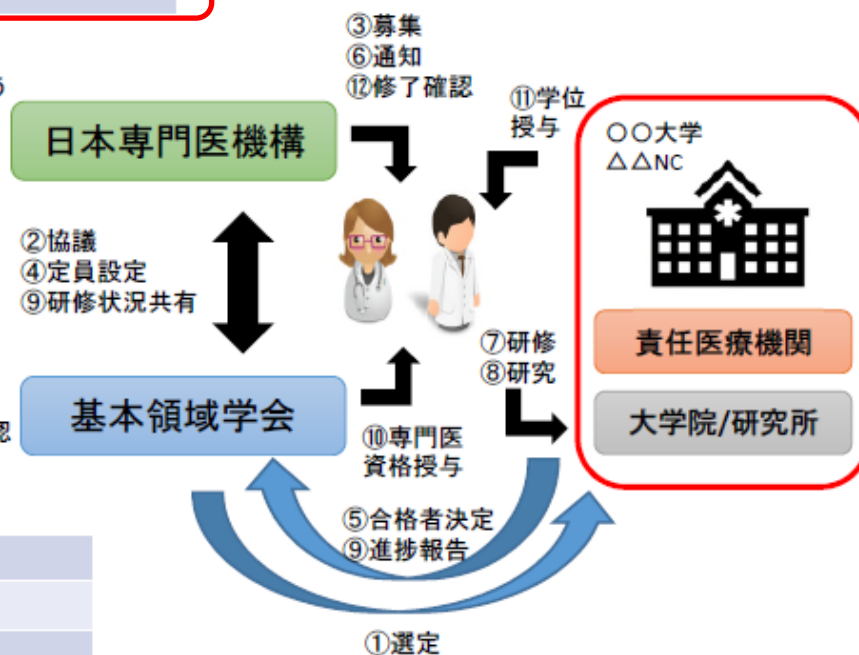 ③募集
⑥通知
⑫修了確認
⑪学位
授与
〇〇大学
△△NC
日本専門医機構
②協議
④定員設定
⑨研修状況共有
⑦研修
⑧研究
責任医療機関
基本領域学会
大学院/研究所
⑩専門医
資格授与
⑤合格者決定
⑨進捗報告
①選定